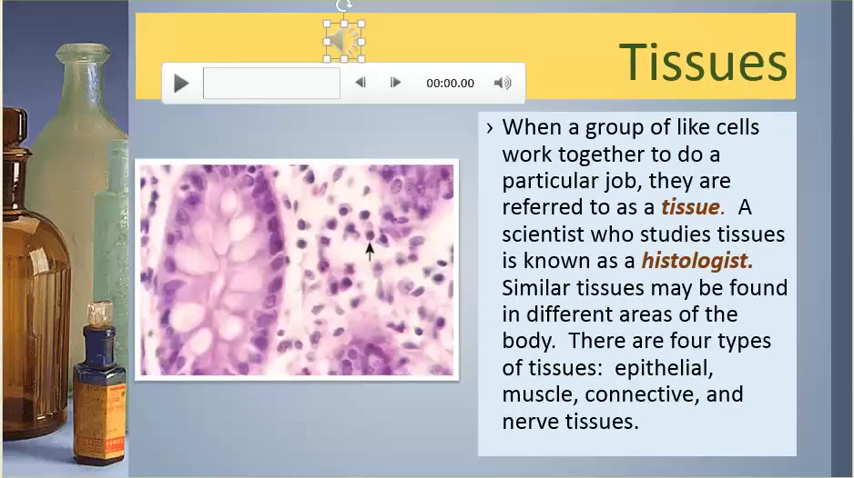 Tissues
00:00.00
› When a group of like cells
work together to do a
particular job, they are
referred to as a tissue.  A
scientist who studies tissues
is known as a histologist.
Similar tissues may be found
in different areas of the
body.  There are four types
of tissues:  epithelial,
muscle, connective, and
nerve tissues.